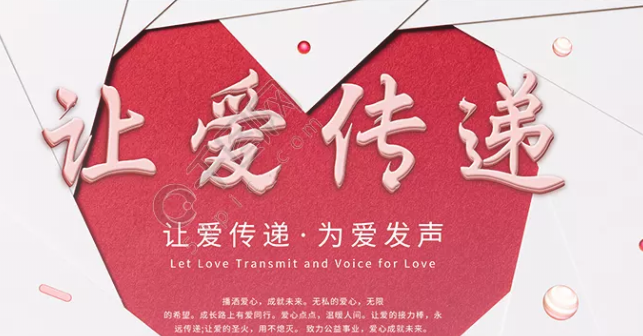 让爱传递
让爱传递·为爱发声
Let Love Transmit and Voice for Love
播洒爱心，成就未来。无私的爱心，无限
的希望。成长路上有爱同行。爱心点点，温暖人间。让爱的接力棒，永
远传递;让爱的圣火，用不熄灭。 致力公益事业，爱心成就未来。